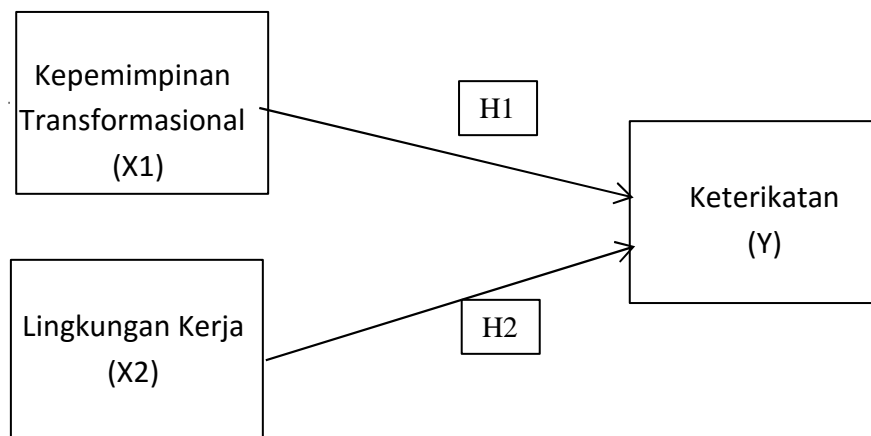 Kepemimpinan
Transformasional
(X1)
H1
Keterikatan
(Y)
Lingkungan Kerja
(X2)
H2